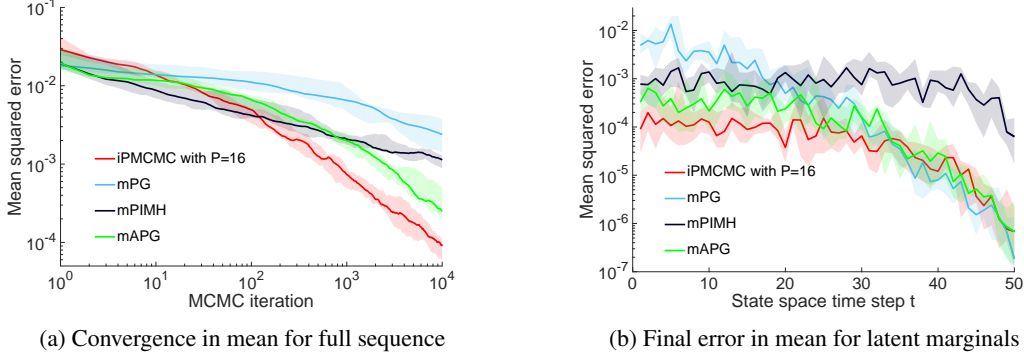 10^-1
10^-2
10^-3
10^-4
Mean squared error
iPMCMC with P=16
mPG
mPIMH
mAPG
10^0
10^1
10^2
10^3
10^4
MCMC iteration
(a) Convergence in mean for full sequence
10^-2
10^-3
10^-4
10^-5
10^-6
10^-7
Mean squared error
iPMCMC with P=16
mPG
mPIMH
mAPG
0
10
20
30
40
50
State space time step t
(b) Final error in mean for latent marginals